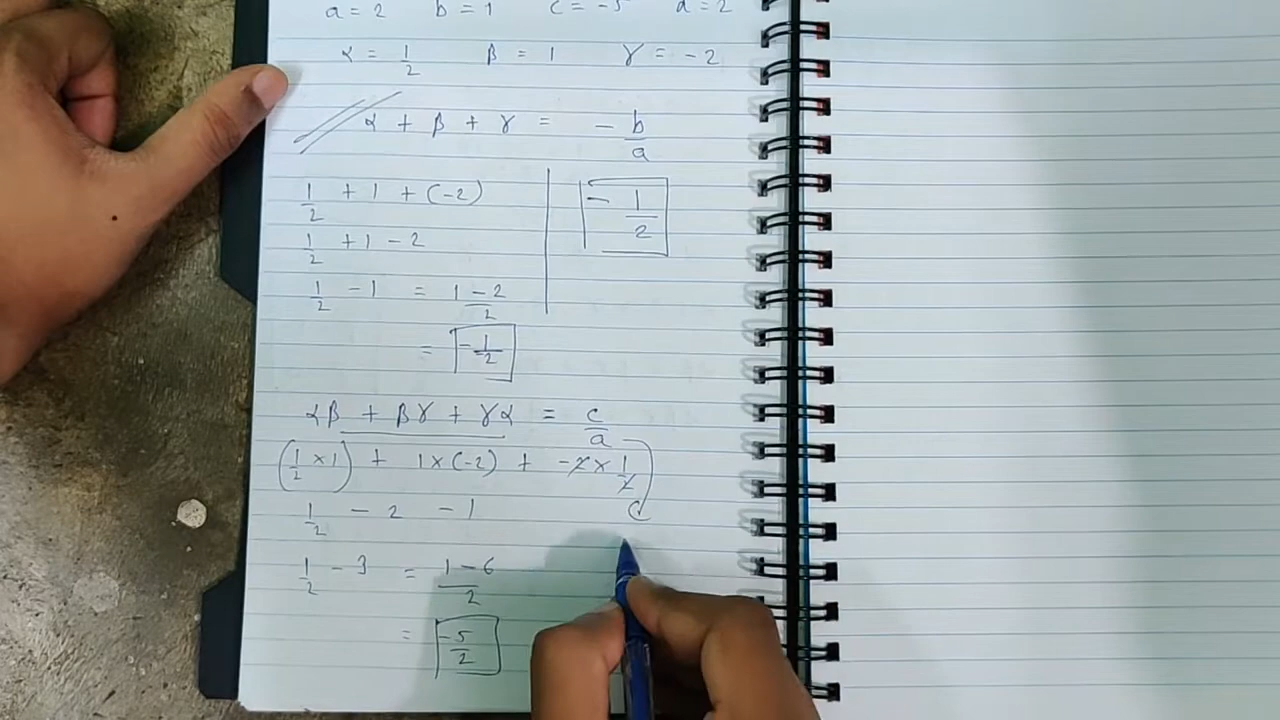 a = 2 b = 1 c = -5 d = 2
α = 1/2 β = 1 γ = -2
α + β + γ = - b/a
1/2 + 1 + (-2) - 1/2
1/2 + 1 - 2
1/2 - 1 = 1 - 2/2
= -1/2
αβ + βγ + γα = c/a
(1/2 × 1) + 1 × (-2) + -2 × 1/2
1/2 - 2 - 1 C
1/2 - 3 = 1 - 6/2
= -5/2